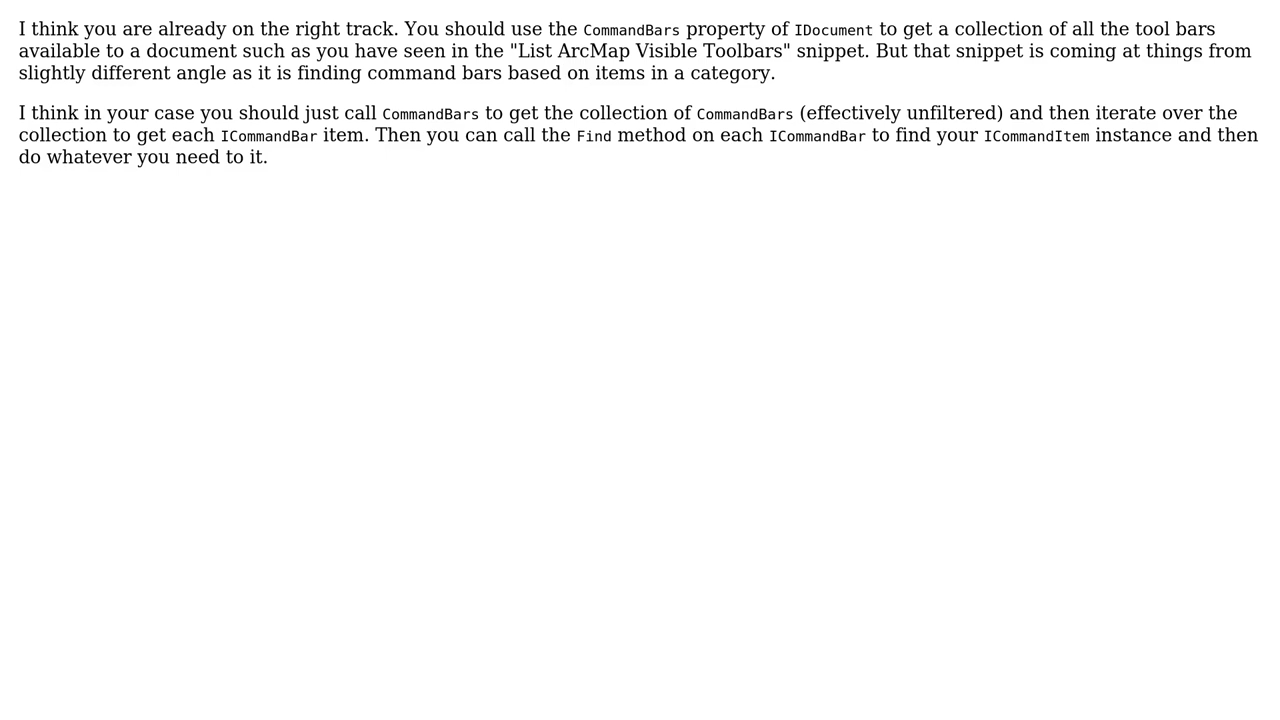 I think you are already on the right track. You should use the CommandBars property of IDocument to get a collection of all the tool bars
available to a document such as you have seen in the "List ArcMap Visible Toolbars" snippet. But that snippet is coming at things from
slightly different angle as it is finding command bars based on items in a category.
I think in your case you should just call CommandBars to get the collection of CommandBars (effectively unfiltered) and then iterate over the
collection to get each ICommandBar item. Then you can call the Find method on each ICommandBar to find your ICommandItem instance and then
do whatever you need to it.